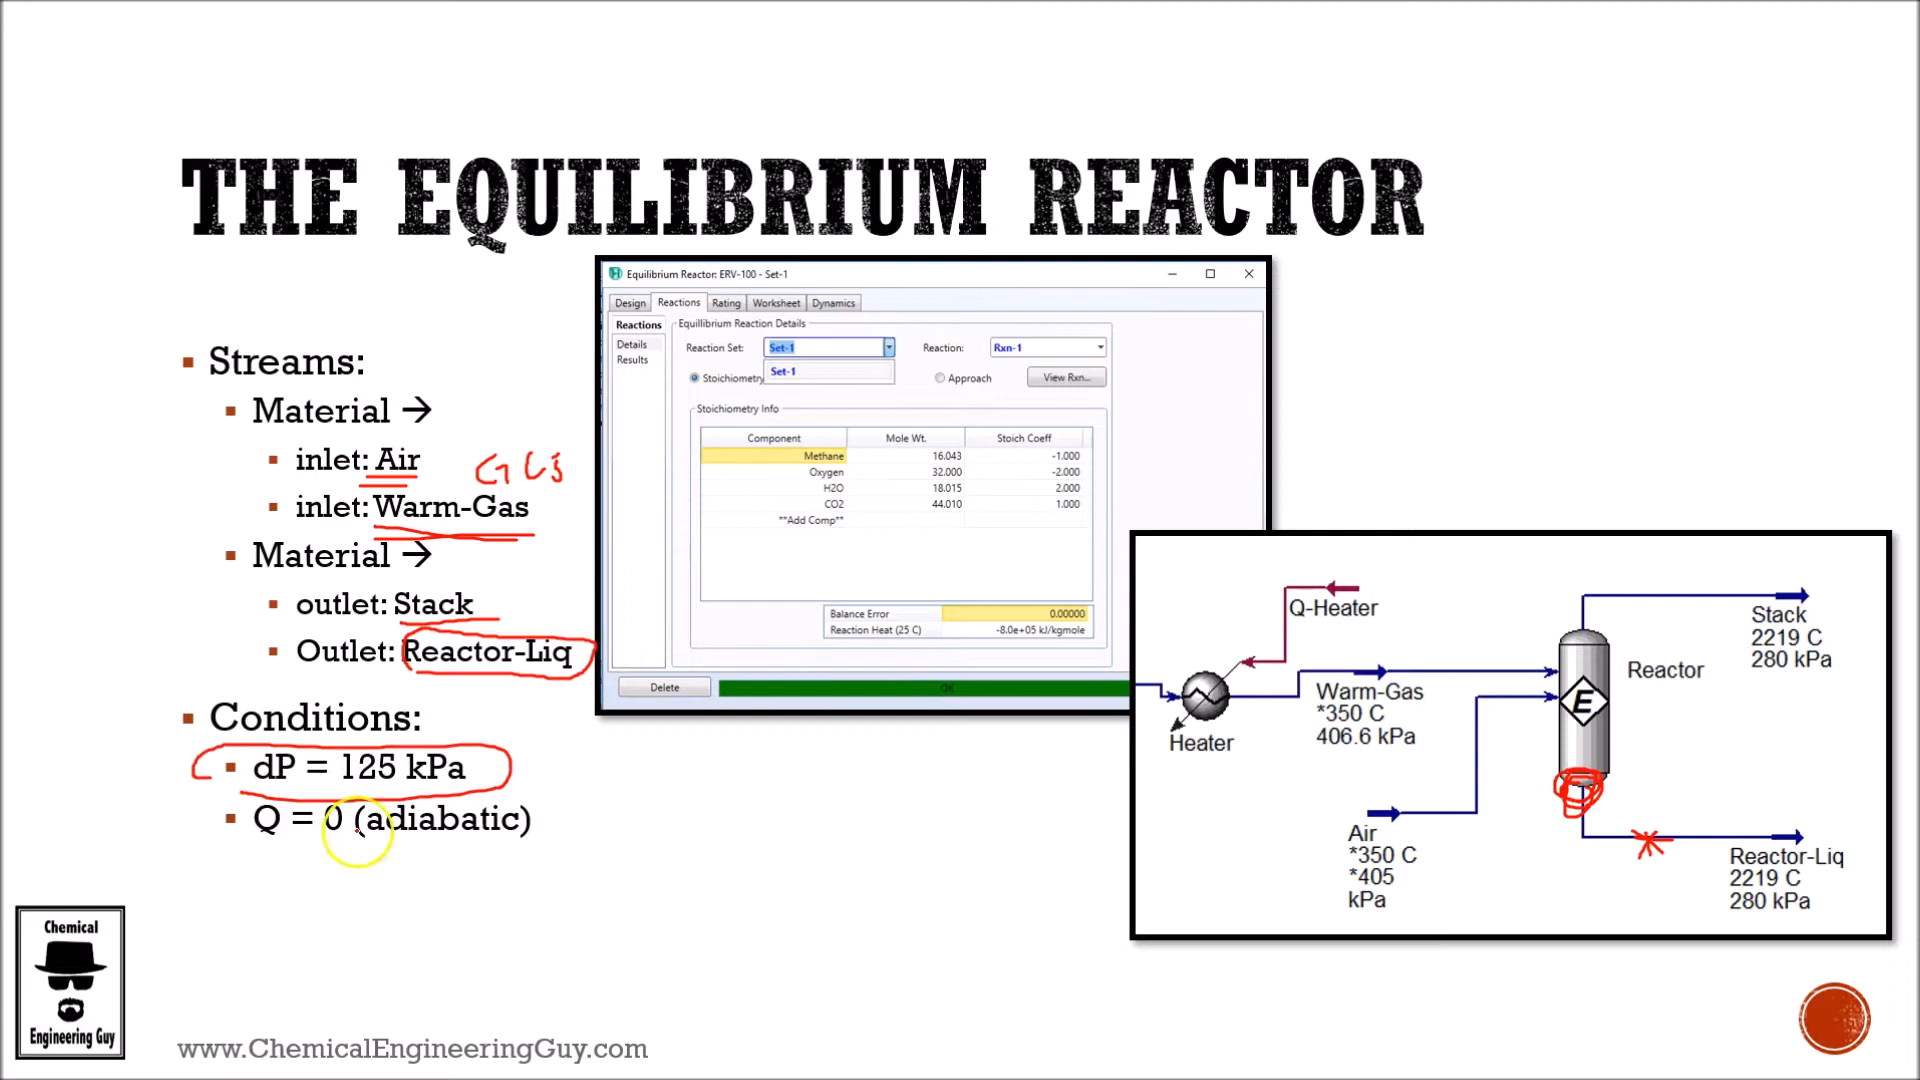 THE EQUILIBRIUM REACTOR
Streams:
Material →
inlet: Air
inlet: Warm-Gas
Material →
outlet: Stack
Outlet: Reactor-Liq
Conditions:
dP = 125 kPa
Q = 0 (adiabatic)
Equilibrium Reactor: ERV-100 - Set-1
Design Reactions Rating Worksheet Dynamics
Reactions
Details
Results
Equillibrium Reaction Details
Reaction Set: Set-1 Reaction: Rxn-1
Set-1
Stoichiometry Approach View Rxn...
Stoichiometry Info
Component Mole Wt. Stoich Coeff
Methane 16.043 -1.000
Oxygen 32.000 -2.000
H2O 18.015 2.000
CO2 44.010 1.000
**Add Comp**
Balance Error 0.00000
Reaction Heat (25 C) -8.0e+05 kJ/kgmole
Delete OK
Q-Heater
Heater
Warm-Gas
*350 C
406.6 kPa
Air
*350 C
*405
kPa
E
Reactor
Stack
2219 C
280 kPa
Reactor-Liq
2219 C
280 kPa
Chemical
Engineering Guy
www.ChemicalEngineeringGuy.com